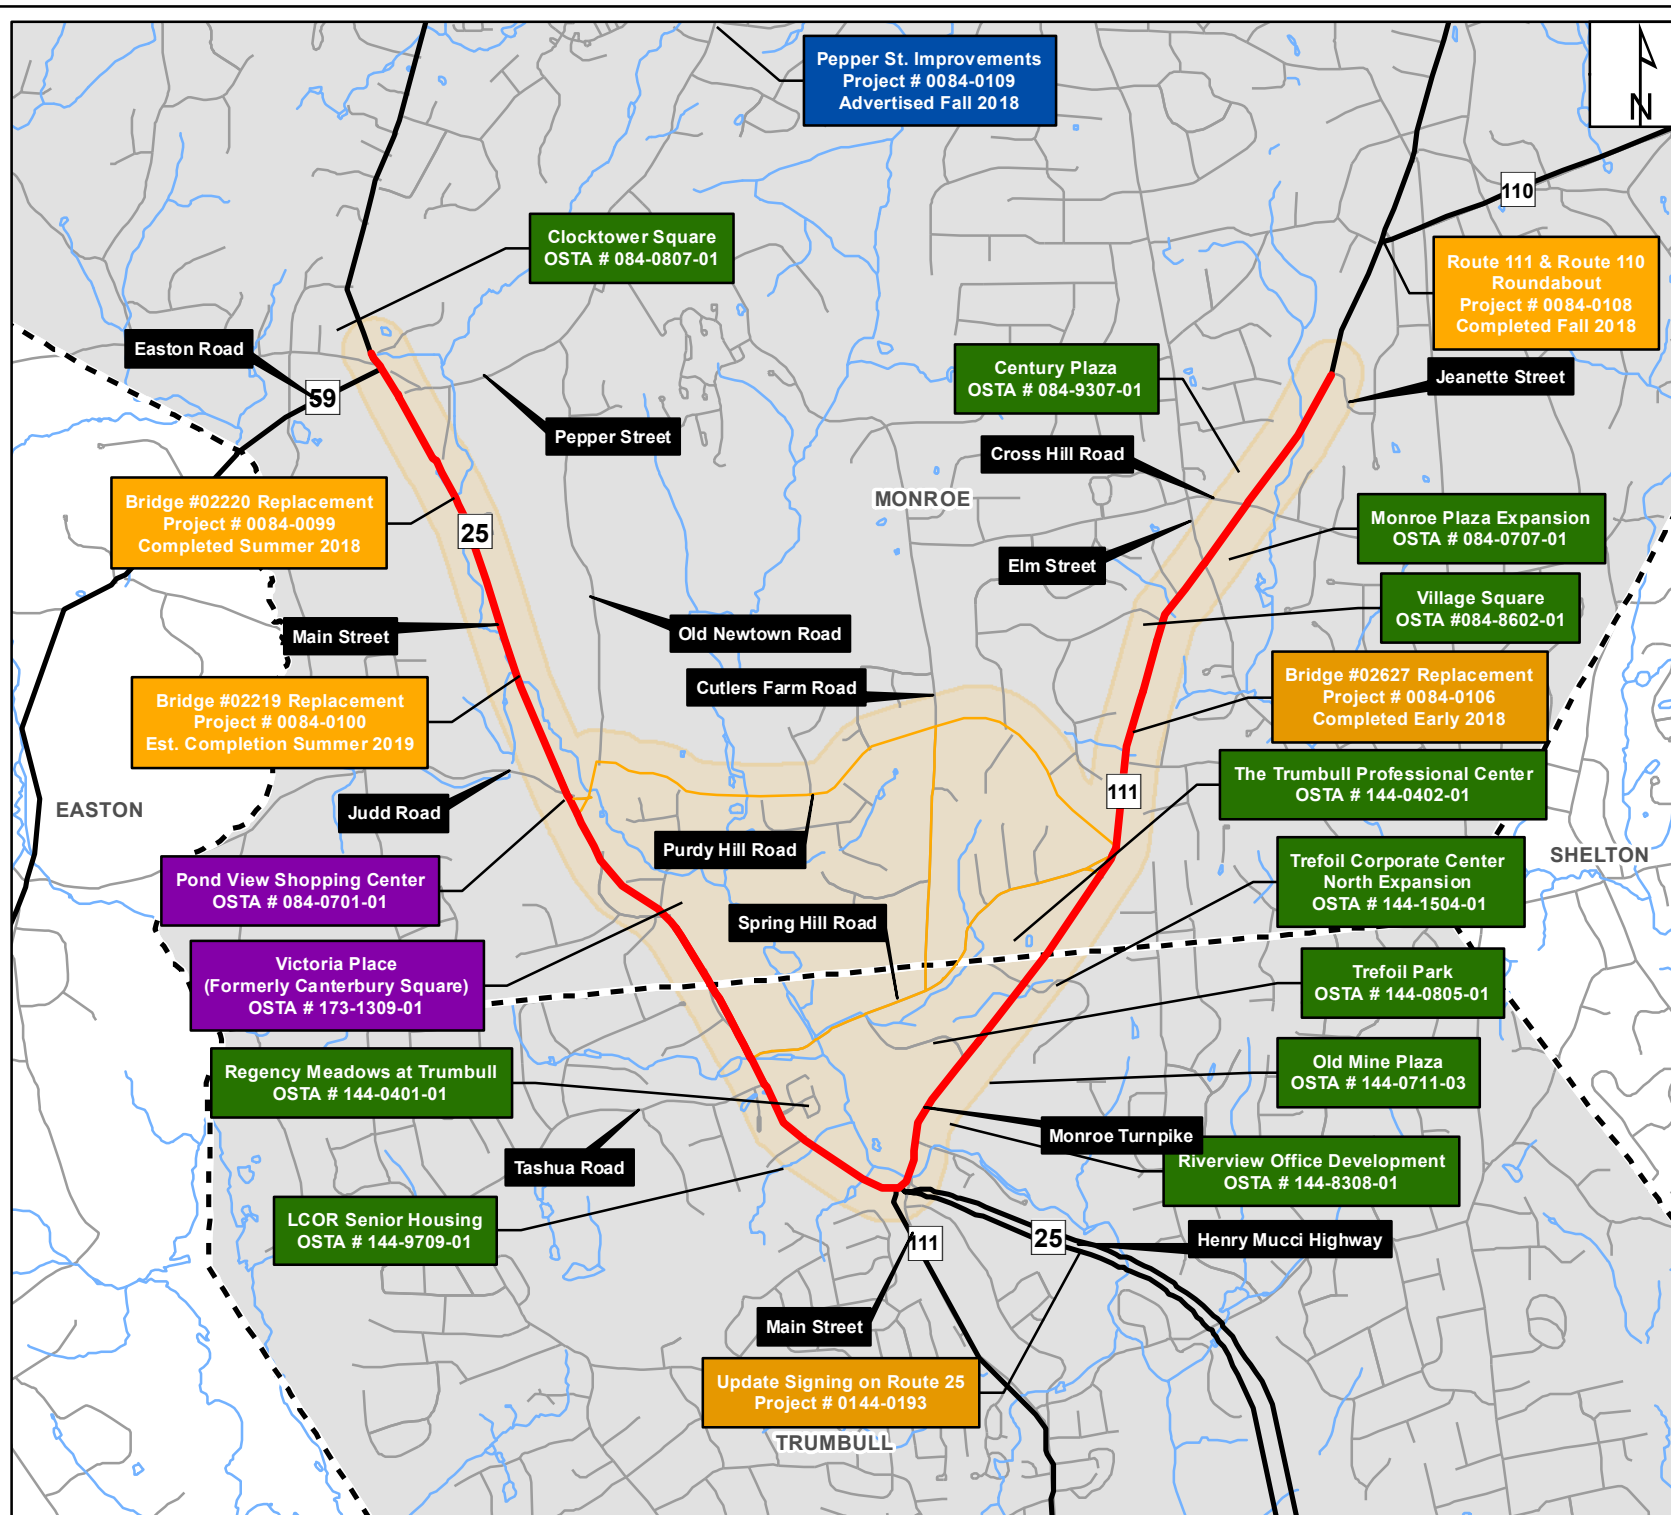 Pepper St. Improvements
Project # 0084-0109
Advertised Fall 2018
N
110
Clocktower Square
OSTA # 084-0807-01
Route 111 & Route 110
Roundabout
Project # 0084-0108
Completed Fall 2018
Easton Road
59
Century Plaza
OSTA # 084-9307-01
Jeanette Street
Pepper Street
Cross Hill Road
MONROE
Bridge #02220 Replacement
Project # 0084-0099
Completed Summer 2018
25
Monroe Plaza Expansion
OSTA # 084-0707-01
Elm Street
Village Square
OSTA #084-8602-01
Main Street
Old Newtown Road
Cutlers Farm Road
Bridge #02627 Replacement
Project # 0084-0106
Completed Early 2018
Bridge #02219 Replacement
Project # 0084-0100
Est. Completion Summer 2019
The Trumbull Professional Center
OSTA # 144-0402-01
111
EASTON
Judd Road
Purdy Hill Road
SHELTON
Trefoil Corporate Center
North Expansion
OSTA # 144-1504-01
Pond View Shopping Center
OSTA # 084-0701-01
Spring Hill Road
Victoria Place
(Formerly Canterbury Square)
OSTA # 173-1309-01
Trefoil Park
OSTA # 144-0805-01
Regency Meadows at Trumbull
OSTA # 144-0401-01
Old Mine Plaza
OSTA # 144-0711-03
Monroe Turnpike
Tashua Road
Riverview Office Development
OSTA # 144-8308-01
LCOR Senior Housing
OSTA # 144-9709-01
111
25
Henry Mucci Highway
Main Street
Update Signing on Route 25
Project # 0144-0193
TRUMBULL